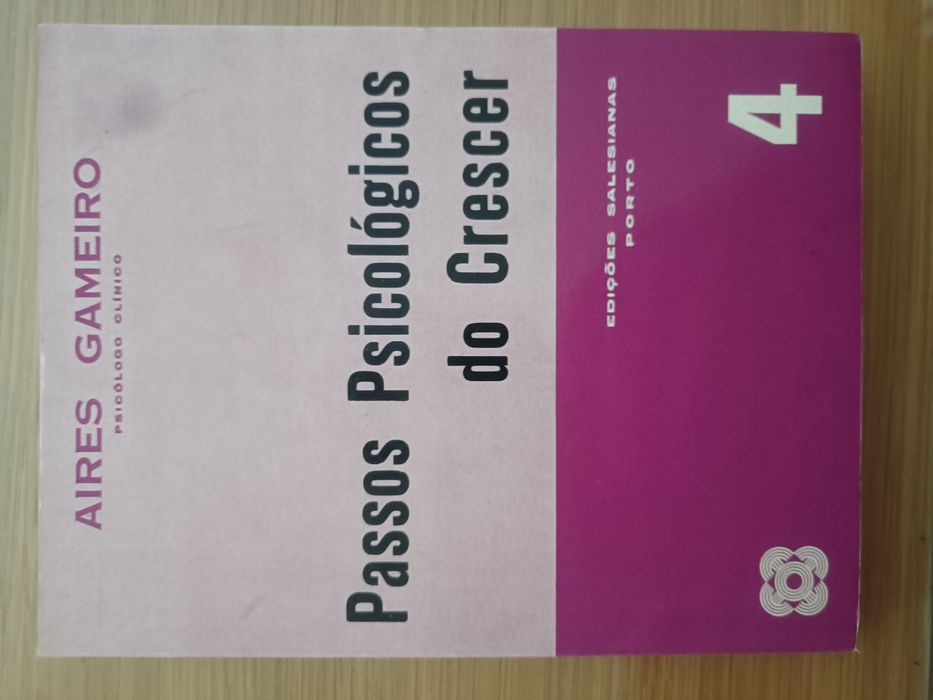 AIRES GAMEIRO
PSICÓLOGO CLÍNICO
Passos Psicológicos
do Crescer
EDIÇÕES SALESIANAS
PORTO
4